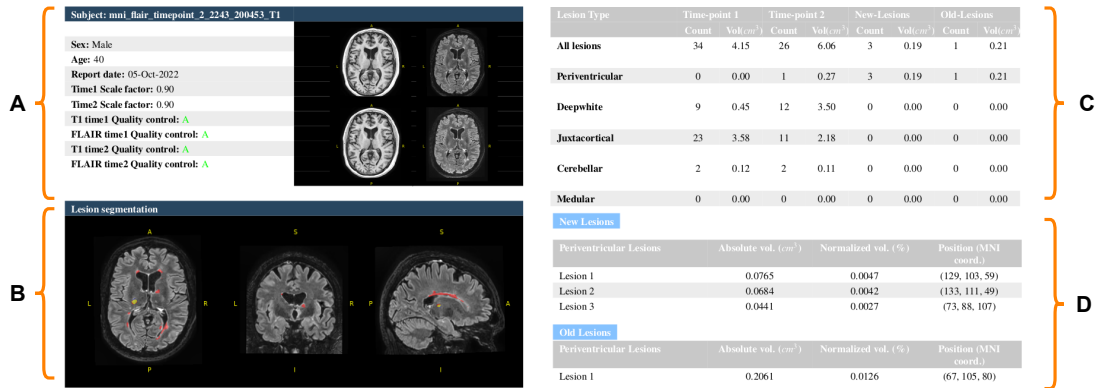 A
Subject: mni_flair_timepoint_2_2243_200453_T1
Sex: Male
Age: 40
Report date: 05-Oct-2022
Time1 Scale factor: 0.90
Time2 Scale factor: 0.90
T1 time1 Quality control: A
FLAIR time1 Quality control: A
T1 time2 Quality control: A
FLAIR time2 Quality control: A
A A
L R L R
A A
L R L R
P P
B
Lesion segmentation
A S S
L R L R P A
P I I
C
Lesion Type Time-point 1 Time-point 2 New-Lesions Old-Lesions
Count Vol(cm³) Count Vol(cm³) Count Vol(cm³) Count Vol(cm³)
All lesions 34 4.15 26 6.06 3 0.19 1 0.21
Periventricular 0 0.00 1 0.27 3 0.19 1 0.21
Deepwhite 9 0.45 12 3.50 0 0.00 0 0.00
Juxtacortical 23 3.58 11 2.18 0 0.00 0 0.00
Cerebellar 2 0.12 2 0.11 0 0.00 0 0.00
Medular 0 0.00 0 0.00 0 0.00 0 0.00
D
New Lesions
Periventricular Lesions Absolute vol. (cm³) Normalized vol. (%) Position (MNI
coord.)
Lesion 1 0.0765 0.0047 (129, 103, 59)
Lesion 2 0.0684 0.0042 (133, 111, 49)
Lesion 3 0.0441 0.0027 (73, 88, 107)
Old Lesions
Periventricular Lesions Absolute vol. (cm³) Normalized vol. (%) Position (MNI
coord.)
Lesion 1 0.2061 0.0126 (67, 105, 80)